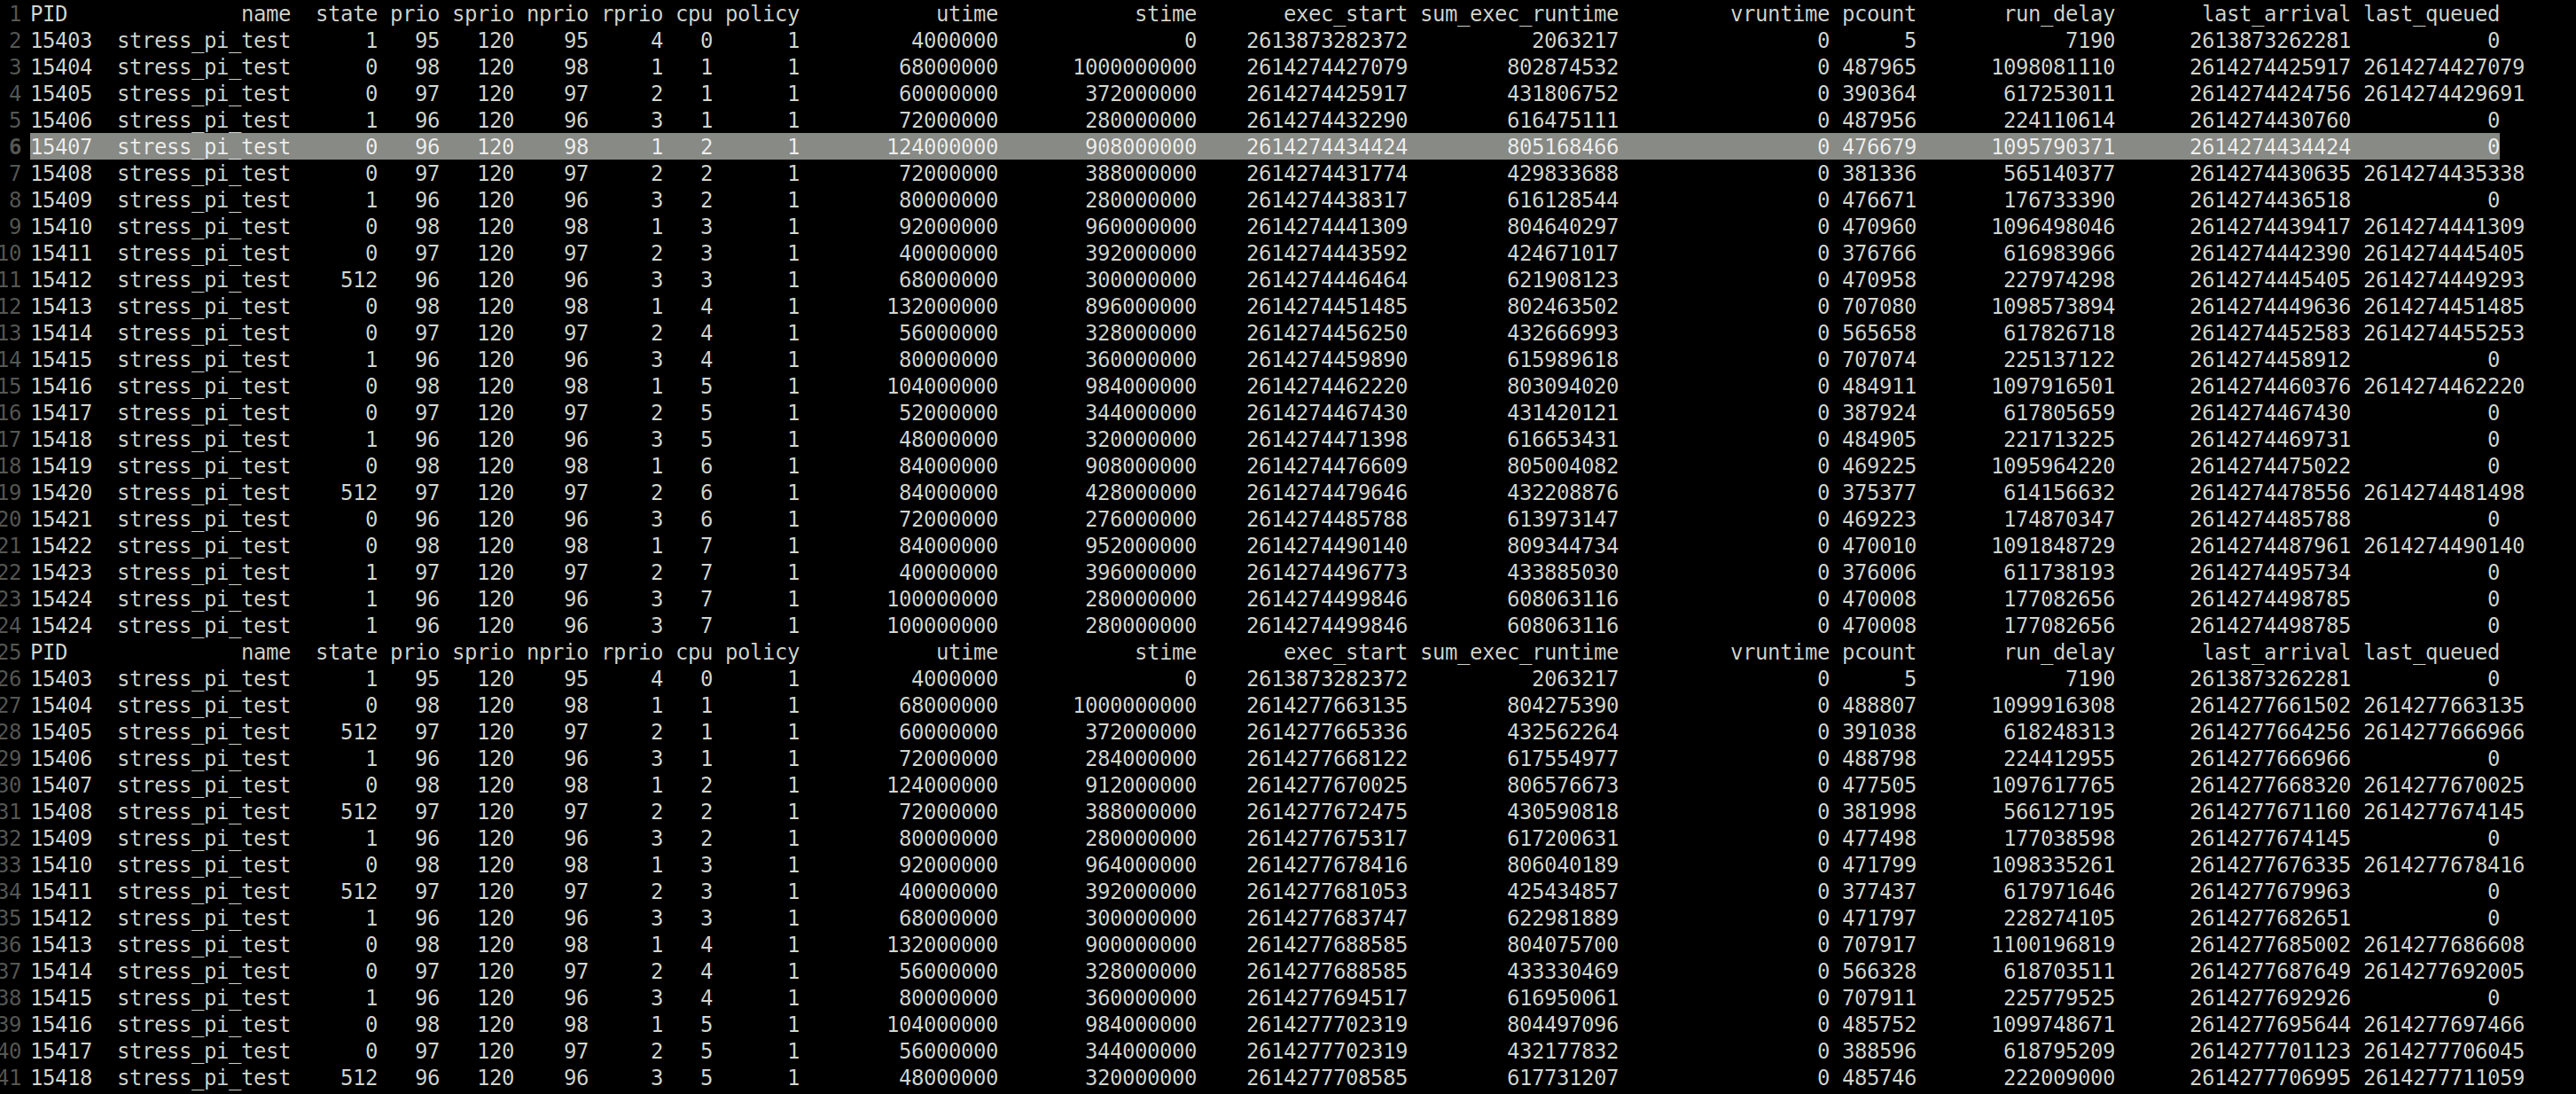 1 PID name state prio sprio nprio rprio cpu policy utime stime exec_start sum_exec_runtime vruntime pcount run_delay last_arrival last_queued
2 15403 stress_pi_test 1 95 120 95 4 0 1 4000000 0 2613873282372 2063217 0 5 7190 2613873262281 0
3 15404 stress_pi_test 0 98 120 98 1 1 1 68000000 1000000000 2614274427079 802874532 0 487965 1098081110 2614274425917 2614274427079
4 15405 stress_pi_test 0 97 120 97 2 1 1 60000000 372000000 2614274425917 431806752 0 390364 617253011 2614274424756 2614274429691
5 15406 stress_pi_test 1 96 120 96 3 1 1 72000000 280000000 2614274432290 616475111 0 487956 224110614 2614274430760 0
6 15407 stress_pi_test 0 96 120 98 1 2 1 124000000 908000000 2614274434424 805168466 0 476679 1095790371 2614274434424 0
7 15408 stress_pi_test 0 97 120 97 2 2 1 72000000 388000000 2614274431774 429833688 0 381336 565140377 2614274430635 2614274435338
8 15409 stress_pi_test 1 96 120 96 3 2 1 80000000 280000000 2614274438317 616128544 0 476671 176733390 2614274436518 0
9 15410 stress_pi_test 0 98 120 98 1 3 1 92000000 960000000 2614274441309 804640297 0 470960 1096498046 2614274439417 2614274441309
10 15411 stress_pi_test 0 97 120 97 2 3 1 40000000 392000000 2614274443592 424671017 0 376766 616983966 2614274442390 2614274445405
11 15412 stress_pi_test 512 96 120 96 3 3 1 68000000 300000000 2614274446464 621908123 0 470958 227974298 2614274445405 2614274449293
12 15413 stress_pi_test 0 98 120 98 1 4 1 132000000 896000000 2614274451485 802463502 0 707080 1098573894 2614274449636 2614274451485
13 15414 stress_pi_test 0 97 120 97 2 4 1 56000000 328000000 2614274456250 432666993 0 565658 617826718 2614274452583 2614274455253
14 15415 stress_pi_test 1 96 120 96 3 4 1 80000000 360000000 2614274459890 615989618 0 707074 225137122 2614274458912 0
15 15416 stress_pi_test 0 98 120 98 1 5 1 104000000 984000000 2614274462220 803094020 0 484911 1097916501 2614274460376 2614274462220
16 15417 stress_pi_test 0 97 120 97 2 5 1 52000000 344000000 2614274467430 431420121 0 387924 617805659 2614274467430 0
17 15418 stress_pi_test 1 96 120 96 3 5 1 48000000 320000000 2614274471398 616653431 0 484905 221713225 2614274469731 0
18 15419 stress_pi_test 0 98 120 98 1 6 1 84000000 908000000 2614274476609 805004082 0 469225 1095964220 2614274475022 0
19 15420 stress_pi_test 512 97 120 97 2 6 1 84000000 428000000 2614274479646 432208876 0 375377 614156632 2614274478556 2614274481498
20 15421 stress_pi_test 0 96 120 96 3 6 1 72000000 276000000 2614274485788 613973147 0 469223 174870347 2614274485788 0
21 15422 stress_pi_test 0 98 120 98 1 7 1 84000000 952000000 2614274490140 809344734 0 470010 1091848729 2614274487961 2614274490140
22 15423 stress_pi_test 1 97 120 97 2 7 1 40000000 396000000 2614274496773 433885030 0 376006 611738193 2614274495734 0
23 15424 stress_pi_test 1 96 120 96 3 7 1 100000000 280000000 2614274499846 608063116 0 470008 177082656 2614274498785 0
24 15424 stress_pi_test 1 96 120 96 3 7 1 100000000 280000000 2614274499846 608063116 0 470008 177082656 2614274498785 0
25 PID name state prio sprio nprio rprio cpu policy utime stime exec_start sum_exec_runtime vruntime pcount run_delay last_arrival last_queued
26 15403 stress_pi_test 1 95 120 95 4 0 1 4000000 0 2613873282372 2063217 0 5 7190 2613873262281 0
27 15404 stress_pi_test 0 98 120 98 1 1 1 68000000 1000000000 2614277663135 804275390 0 488807 1099916308 2614277661502 2614277663135
28 15405 stress_pi_test 512 97 120 97 2 1 1 60000000 372000000 2614277665336 432562264 0 391038 618248313 2614277664256 2614277666966
29 15406 stress_pi_test 1 96 120 96 3 1 1 72000000 284000000 2614277668122 617554977 0 488798 224412955 2614277666966 0
30 15407 stress_pi_test 0 98 120 98 1 2 1 124000000 912000000 2614277670025 806576673 0 477505 1097617765 2614277668320 2614277670025
31 15408 stress_pi_test 512 97 120 97 2 2 1 72000000 388000000 2614277672475 430590818 0 381998 566127195 2614277671160 2614277674145
32 15409 stress_pi_test 1 96 120 96 3 2 1 80000000 280000000 2614277675317 617200631 0 477498 177038598 2614277674145 0
33 15410 stress_pi_test 0 98 120 98 1 3 1 92000000 964000000 2614277678416 806040189 0 471799 1098335261 2614277676335 2614277678416
34 15411 stress_pi_test 512 97 120 97 2 3 1 40000000 392000000 2614277681053 425434857 0 377437 617971646 2614277679963 0
35 15412 stress_pi_test 1 96 120 96 3 3 1 68000000 300000000 2614277683747 622981889 0 471797 228274105 2614277682651 0
36 15413 stress_pi_test 0 98 120 98 1 4 1 132000000 900000000 2614277688585 804075700 0 707917 1100196819 2614277685002 2614277686608
37 15414 stress_pi_test 0 97 120 97 2 4 1 56000000 328000000 2614277688585 433330469 0 566328 618703511 2614277687649 2614277692005
38 15415 stress_pi_test 1 96 120 96 3 4 1 80000000 360000000 2614277694517 616950061 0 707911 225779525 2614277692926 0
39 15416 stress_pi_test 0 98 120 98 1 5 1 104000000 984000000 2614277702319 804497096 0 485752 1099748671 2614277695644 2614277697466
40 15417 stress_pi_test 0 97 120 97 2 5 1 56000000 344000000 2614277702319 432177832 0 388596 618795209 2614277701123 2614277706045
41 15418 stress_pi_test 512 96 120 96 3 5 1 48000000 320000000 2614277708585 617731207 0 485746 222009000 2614277706995 2614277711059